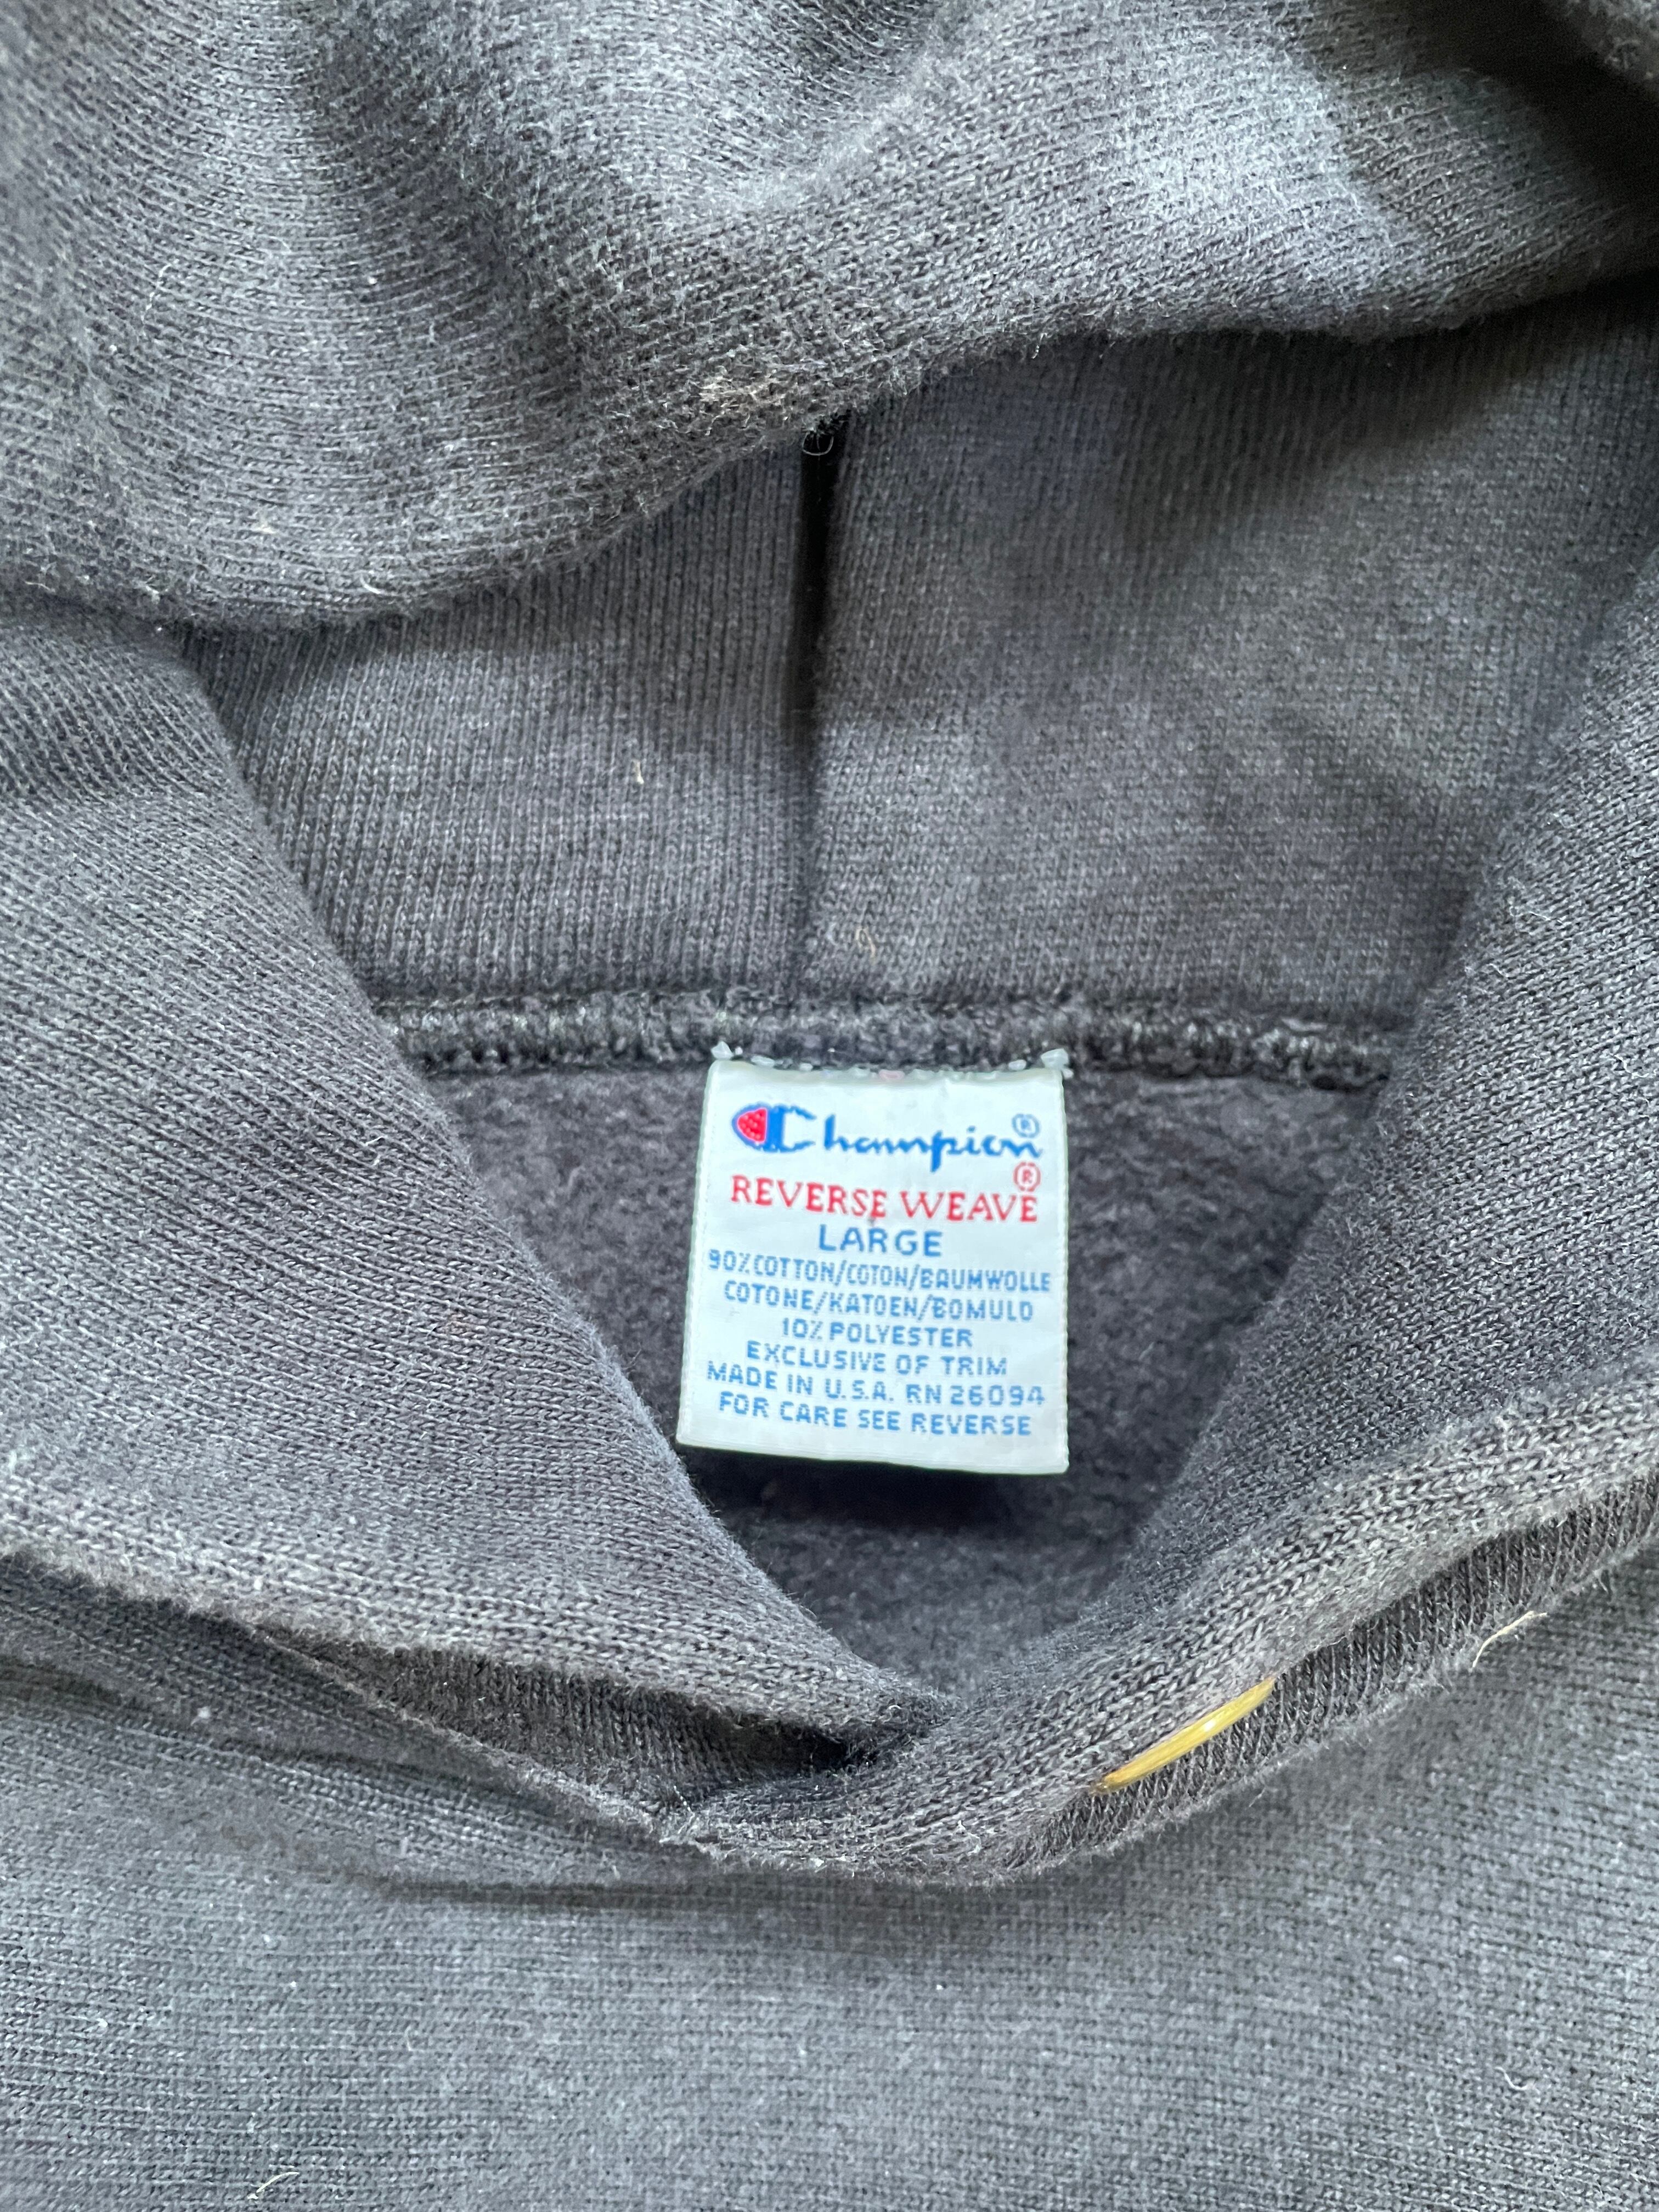 Champion®
REVERSE WEAVE®
LARGE
90% COTTON/COTON/BAUMWOLLE
COTONE/KATOEN/BOMULD
10% POLYESTER
EXCLUSIVE OF TRIM
MADE IN U.S.A. RN 26094
FOR CARE SEE REVERSE